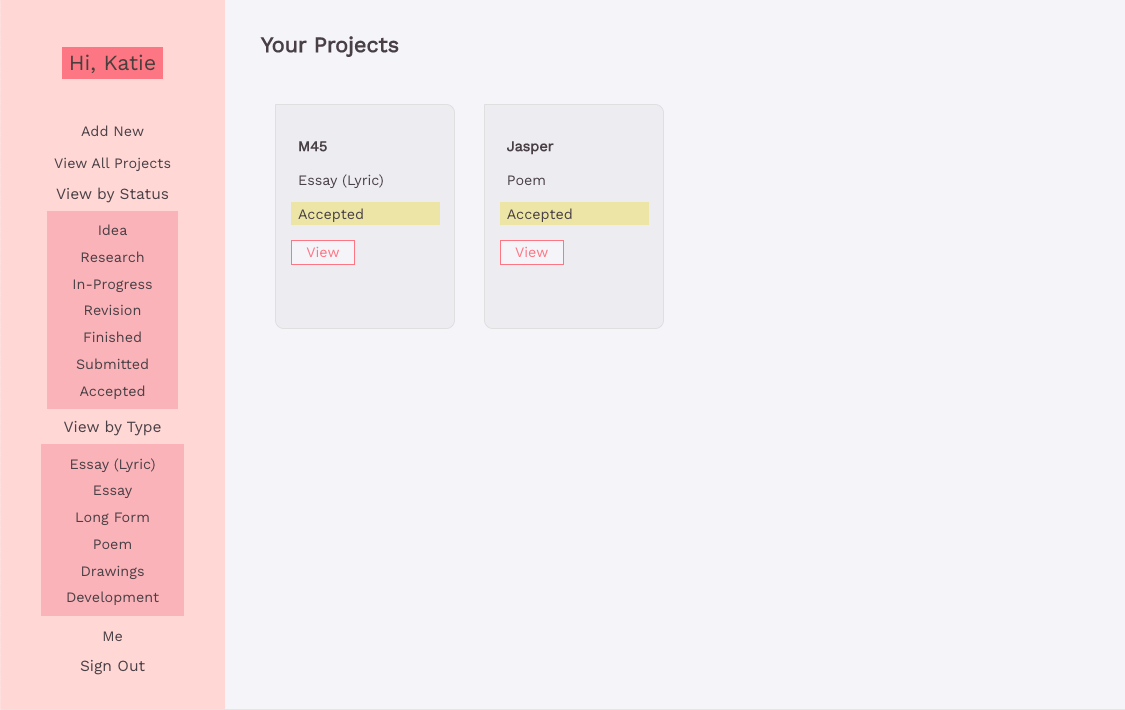 Hi, Katie
Add New
View All Projects
View by Status
Idea
Research
In-Progress
Revision
Finished
Submitted
Accepted
View by Type
Essay (Lyric)
Essay
Long Form
Poem
Drawings
Development
Me
Sign Out
Your Projects
M45
Essay (Lyric)
Accepted
View
Jasper
Poem
Accepted
View